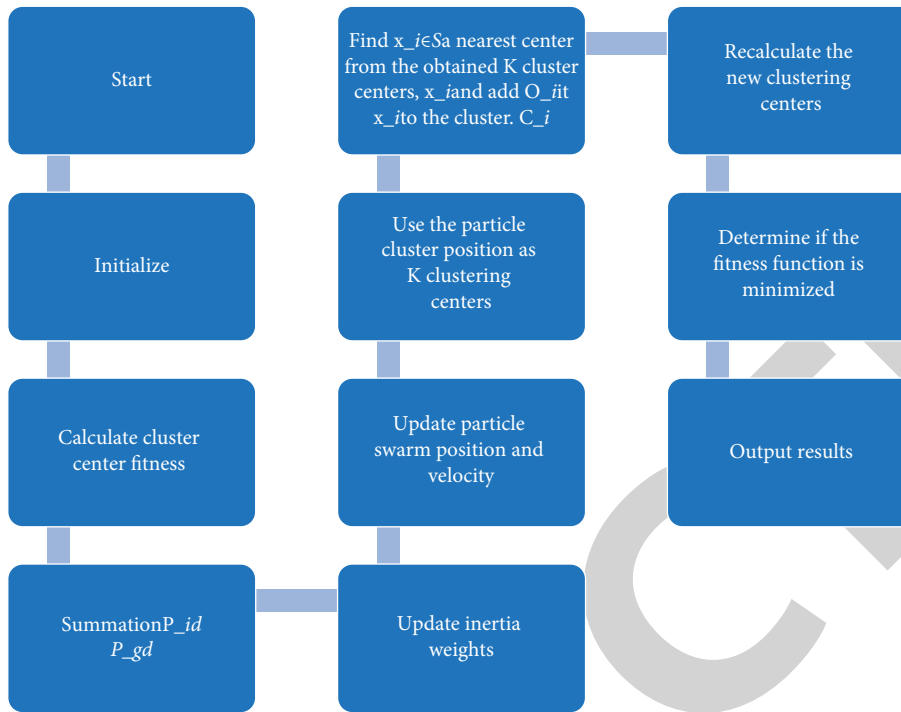 Start
Initialize
Calculate cluster
center fitness
SummationP_id
P_gd
Update inertia
weights
Update particle
swarm position and
velocity
Use the particle
cluster position as
K clustering
centers
Find x_i∈Sa nearest center
from the obtained K cluster
centers, x_iand add O_iit
x_ito the cluster. C_i
Recalculate the
new clustering
centers
Determine if the
fitness function is
minimized
Output results